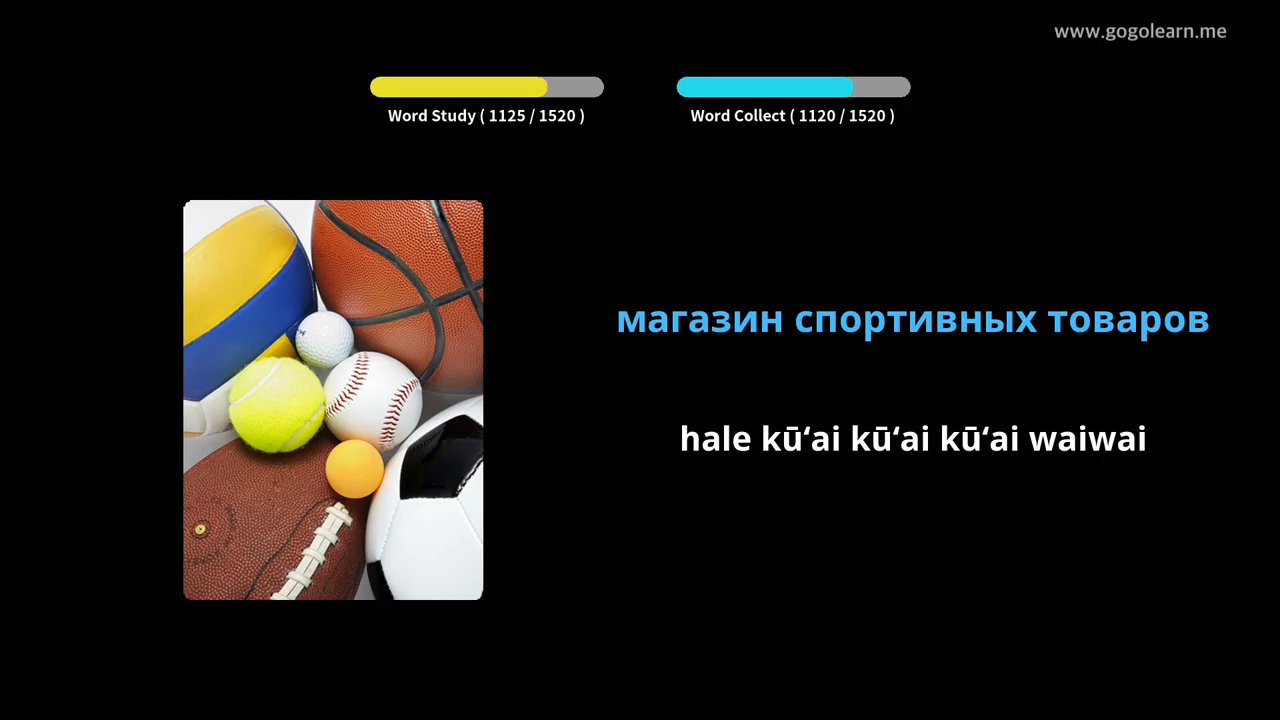 www.gogolearn.me
Word Study ( 1125 / 1520 )
Word Collect ( 1120 / 1520 )
магазин спортивных товаров
hale kūʻai kūʻai kūʻai waiwai